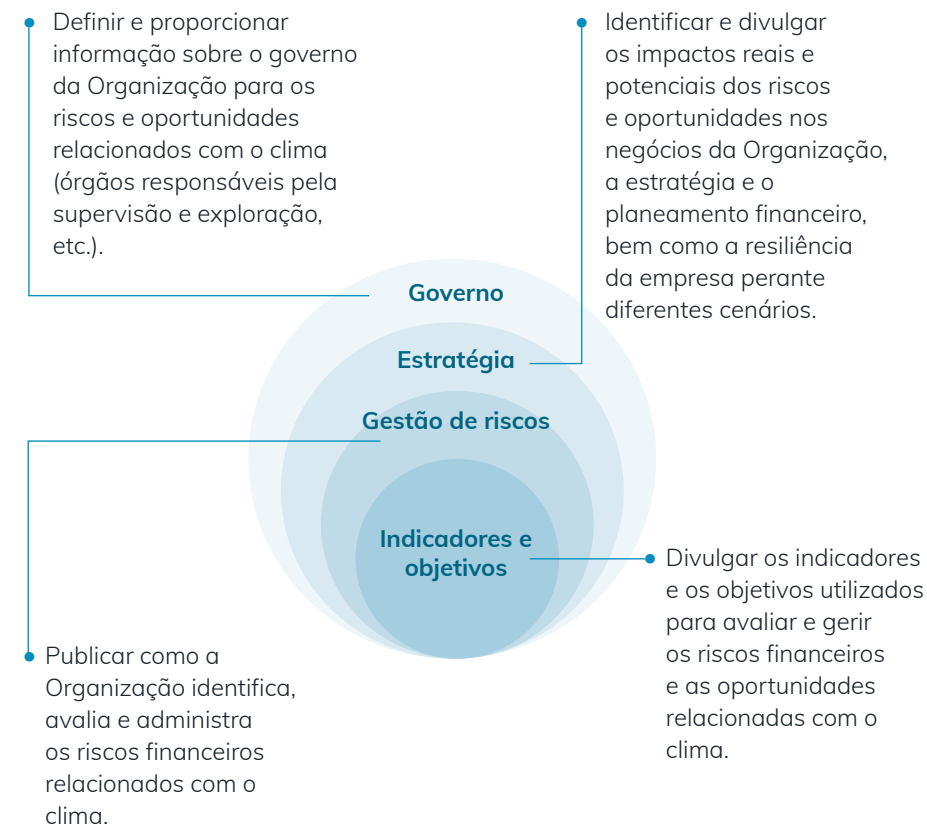 Definir e proporcionar
informação sobre o governo
da Organização para os
riscos e oportunidades
relacionados com o clima
(órgãos responsáveis pela
supervisão e exploração,
etc.).
Identificar e divulgar
os impactos reais e
potenciais dos riscos
e oportunidades nos
negócios da Organização,
a estratégia e o
planeamento financeiro,
bem como a resiliência
da empresa perante
diferentes cenários.
Governo
Estratégia
Gestão de riscos
Indicadores e
objetivos
Divulgar os indicadores
e os objetivos utilizados
para avaliar e gerir
os riscos financeiros
e as oportunidades
relacionadas com o
clima.
Publicar como a
Organização identifica,
avalia e administra
os riscos financeiros
relacionados com o
clima.